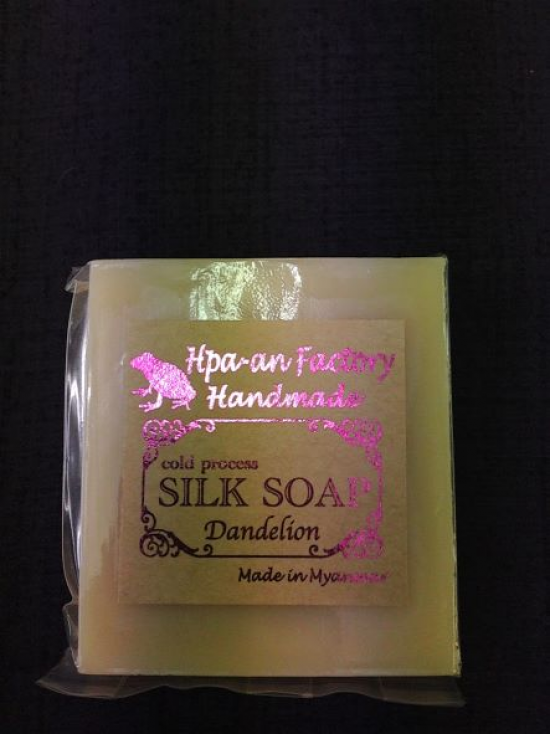 Hpa-an Factory
Handmade
cold process
SILK SOAP
Dandelion
Made in Myanmar